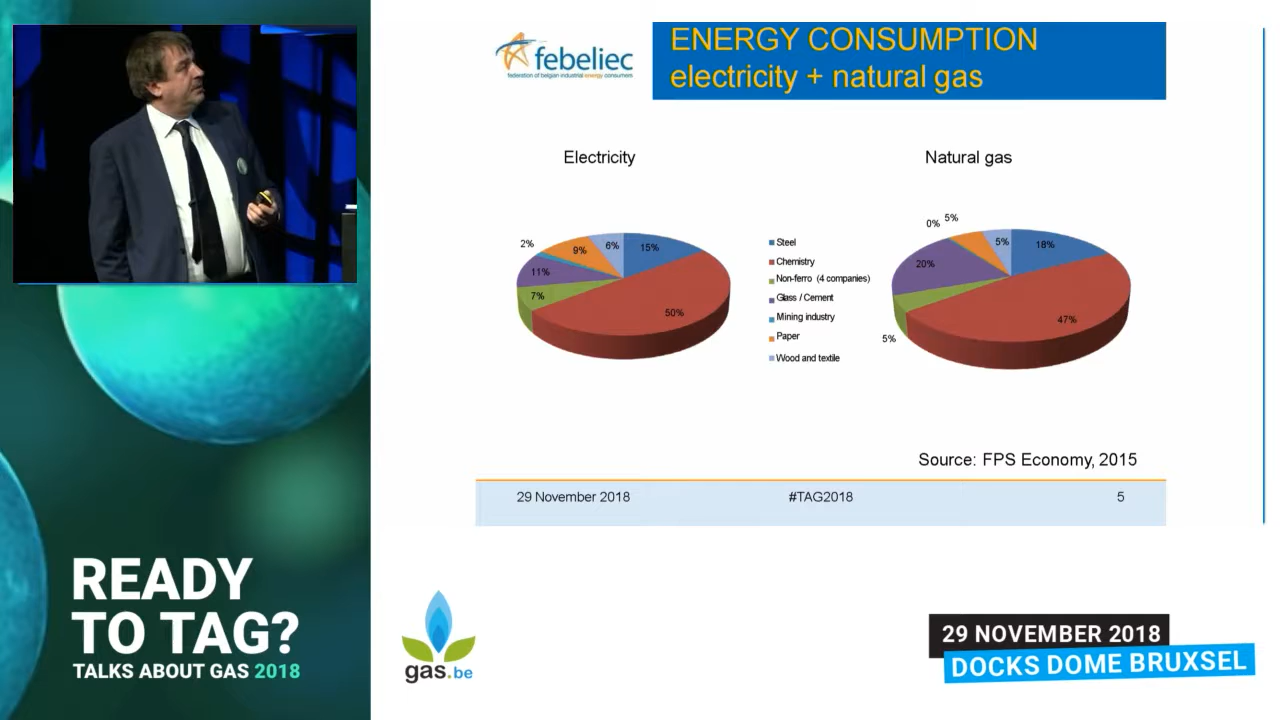 febeliec
federation of belgian industrial energy consumers
ENERGY CONSUMPTION
electricity + natural gas
Electricity
Natural gas
2%
9%
6%
15%
11%
7%
50%
Steel
Chemistry
Non-ferro (4 companies)
Glass / Cement
Mining industry
Paper
Wood and textile
0%
5%
5%
18%
20%
47%
5%
Source: FPS Economy, 2015
29 November 2018
#TAG2018
5
READY
TO TAG?
TALKS ABOUT GAS 2018
gas.be
29 NOVEMBER 2018
DOCKS DOME BRUXSEL